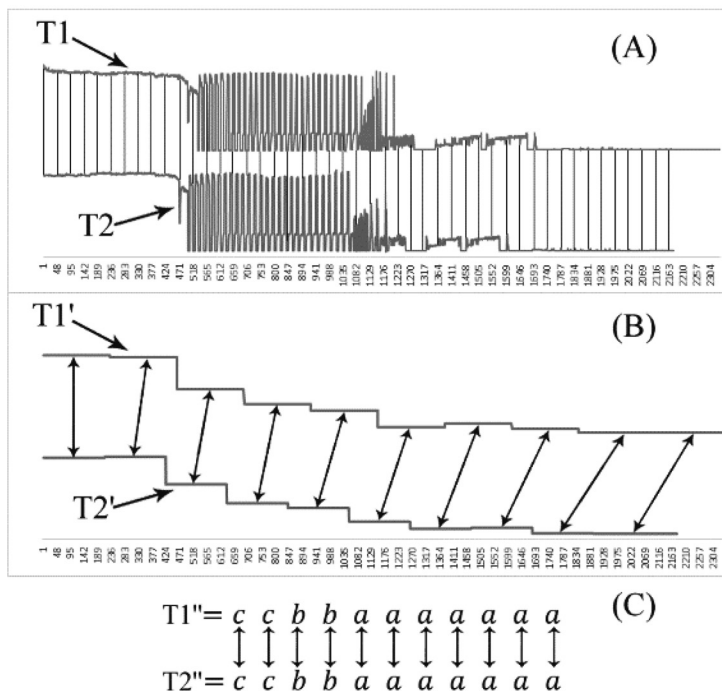 (A)
T1
T2
1 48 95 142 189 236 283 330 377 424 471 518 565 612 659 706 753 800 847 894 941 988 1035 1082 1129 1176 1223 1270 1317 1364 1411 1458 1505 1552 1599 1646 1693 1740 1787 1834 1881 1928 1975 2022 2069 2116 2163 2210 2257 2304
(B)
T1'
T2'
1 48 95 142 189 236 283 330 377 424 471 518 565 612 659 706 753 800 847 894 941 988 1035 1082 1129 1176 1223 1270 1317 1364 1411 1458 1505 1552 1599 1646 1693 1740 1787 1834 1881 1928 1975 2022 2069 2116 2163 2210 2257 2304
(C)
T1''= c c b b a a a a a a a
T2''= c c b b a a a a a a a